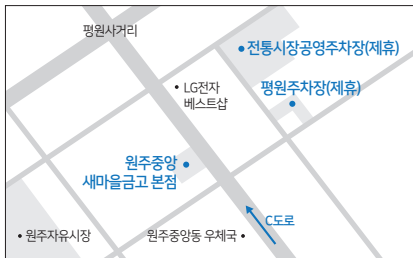 평원사거리
전통시장공영주차장(제휴)
LG전자
베스트샵
평원주차장(제휴)
원주중앙
새마을금고 본점
C도로
원주자유시장
원주중앙동 우체국